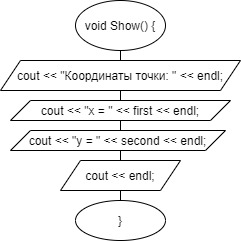 void Show() {
cout << "Координаты точки: " << endl;
cout << "x = " << first << endl;
cout << "y = " << second << endl;
cout << endl;
}